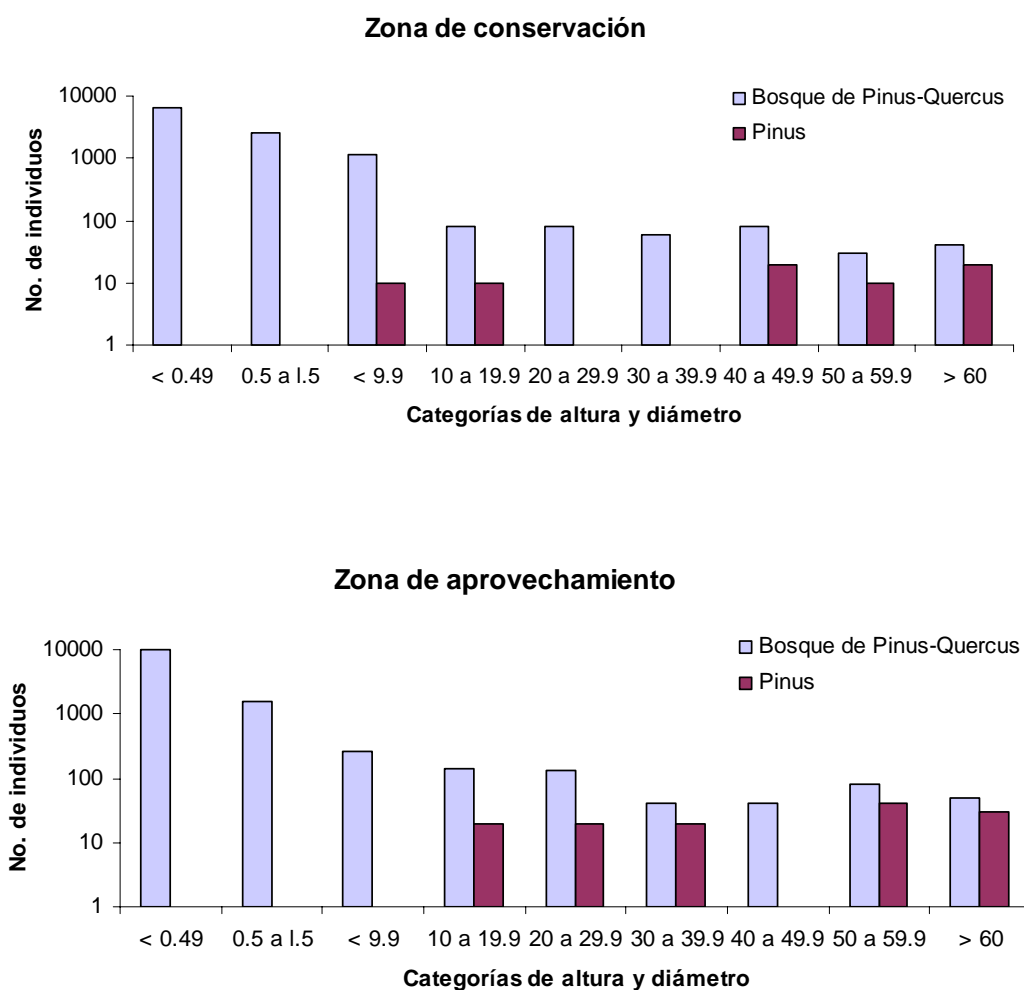 Zona de conservación
Bosque de Pinus-Quercus
Pinus
10000
1000
100
10
1
No. de individuos
< 0.49 0.5 a l.5 < 9.9 10 a 19.9 20 a 29.9 30 a 39.9 40 a 49.9 50 a 59.9 > 60
Categorías de altura y diámetro
Zona de aprovechamiento
Bosque de Pinus-Quercus
Pinus
10000
1000
100
10
1
No. de individuos
< 0.49 0.5 a l.5 < 9.9 10 a 19.9 20 a 29.9 30 a 39.9 40 a 49.9 50 a 59.9 > 60
Categorías de altura y diámetro